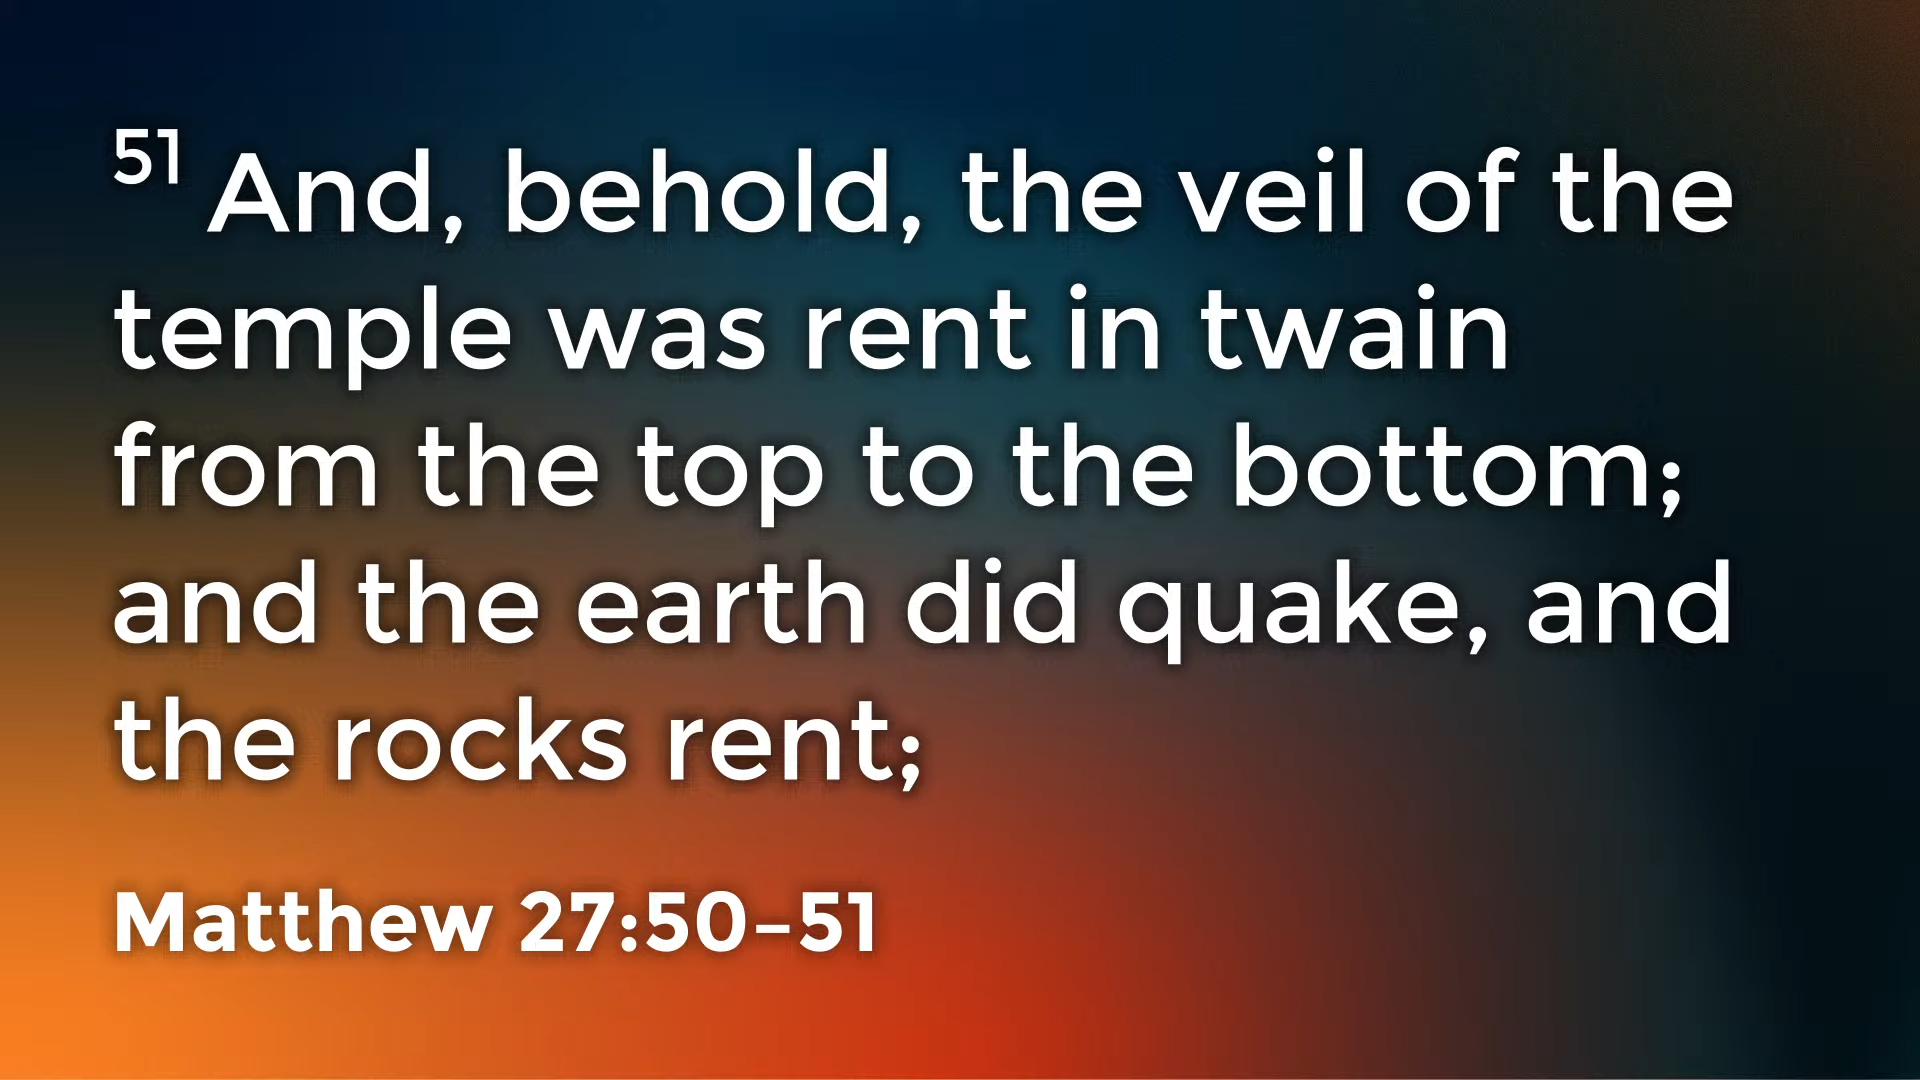 51 And, behold, the veil of the
temple was rent in twain
from the top to the bottom;
and the earth did quake, and
the rocks rent;
Matthew 27:50–51